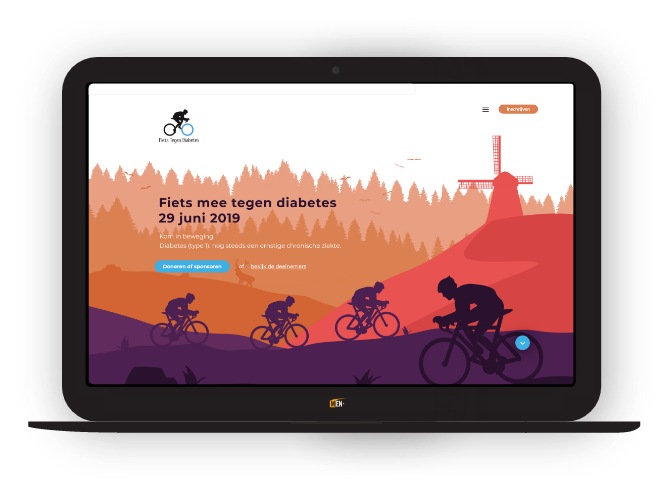 Inschrijven
Fiets Tegen Diabetes
Fiets mee tegen diabetes
29 juni 2019
Kom in beweging.
Diabetes (type 1): nog steeds een ernstige chronische ziekte.
Doneren of sponsoren of bekijk de deelnemers